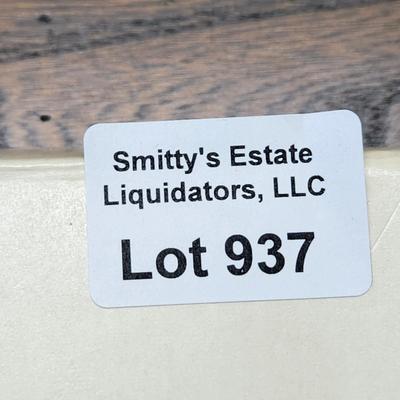 Smitty's Estate
Liquidators, LLC
Lot 937